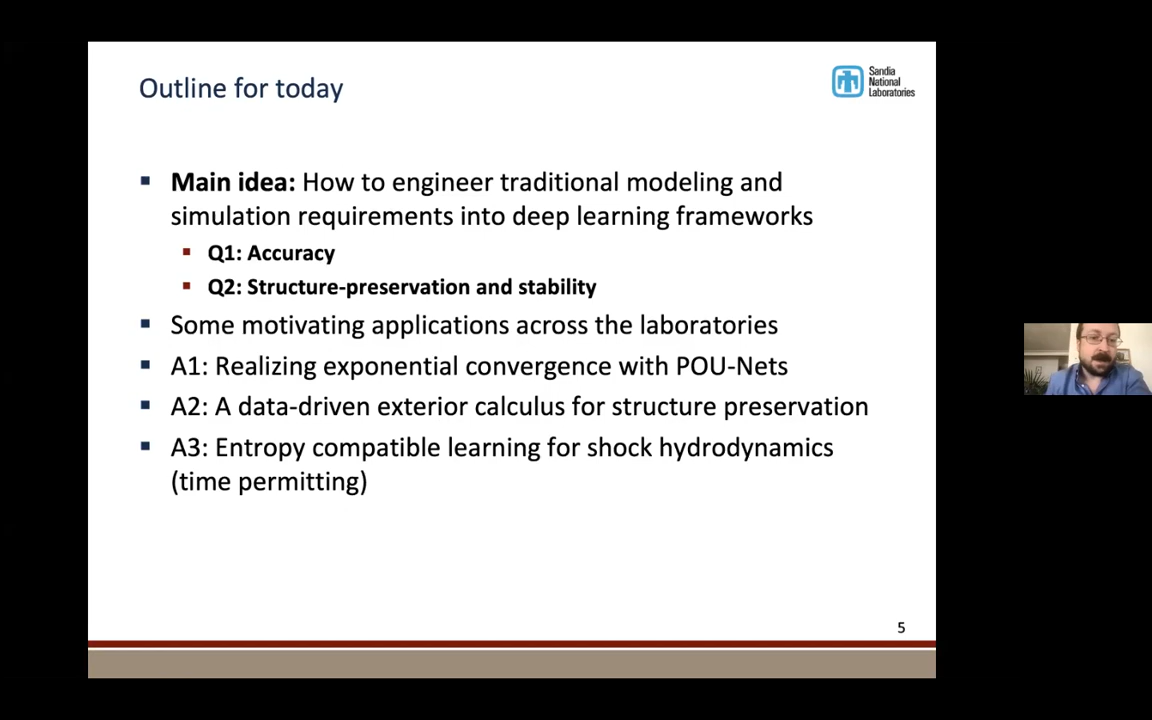 Outline for today
Sandia
National
Laboratories
Main idea: How to engineer traditional modeling and
simulation requirements into deep learning frameworks
Q1: Accuracy
Q2: Structure-preservation and stability
Some motivating applications across the laboratories
A1: Realizing exponential convergence with POU-Nets
A2: A data-driven exterior calculus for structure preservation
A3: Entropy compatible learning for shock hydrodynamics
(time permitting)
5